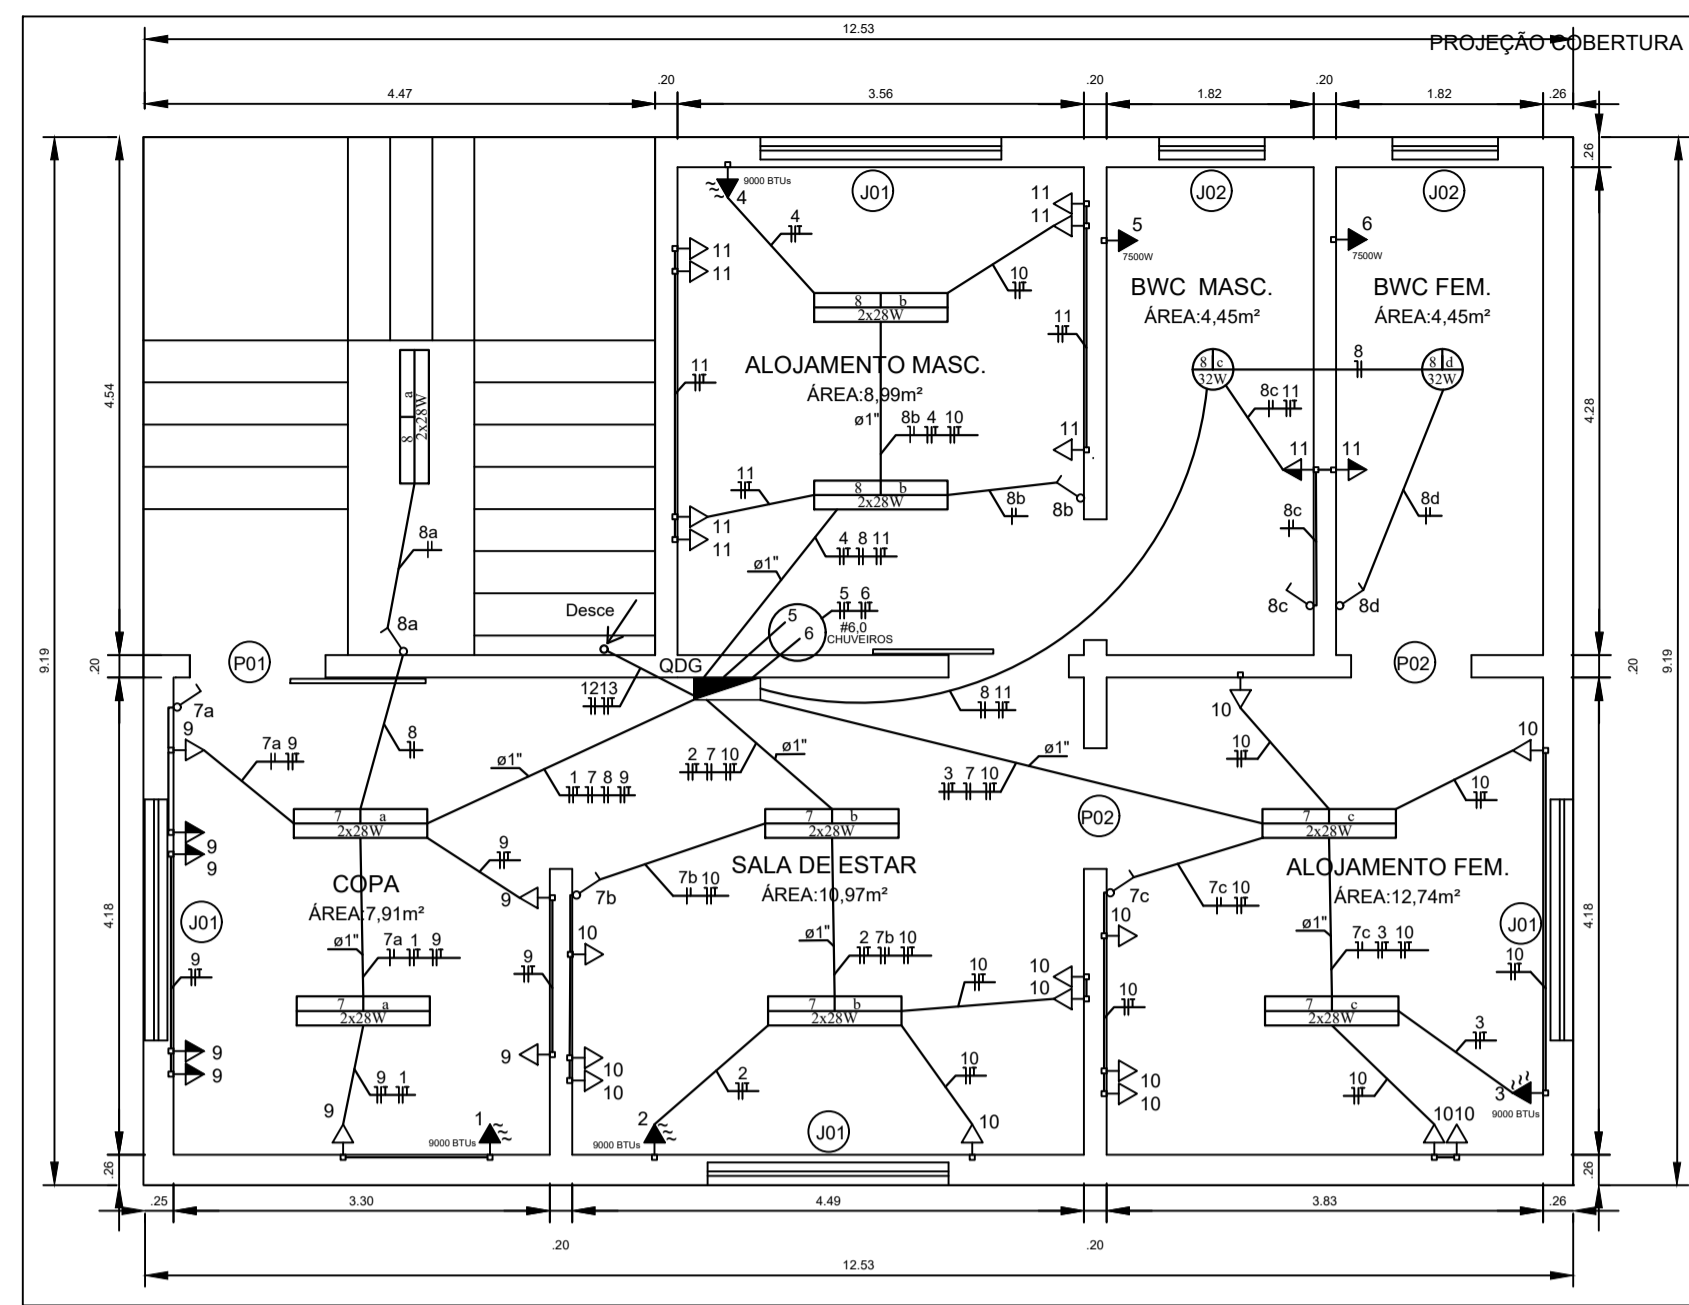 12.53
PROJEÇÃO COBERTURA
.20
.20
.20
4.47
3.56
1.82
1.82
.26
.26
9000 BTUs
4
J01
J02
J02
11
11
4
11
11
5
7500W
6
7500W
10
8 b
2x28W
BWC MASC.
ÁREA:4,45m²
BWC FEM.
ÁREA:4,45m²
11
11
ALOJAMENTO MASC.
ÁREA:8,99m²
8 c
32W
8
8 d
32W
8 a
2x28W
4.54
4.28
9.19
9.19
ø1"
8b 4 10
8c 11
11
11
11
11
8 b
2x28W
8b
8b
8c
8d
11
11
8a
4 8 11
ø1"
8a
Desce
5
6
5 6
#6,0
CHUVEIROS
8c
8d
P01
QDG
P02
.20
.20
1213
8 11
7a
9
7a 9
8
ø1"
1 7 8 9
2 7 10
ø1"
3 7 10
ø1"
10
10
10
10
7 a
2x28W
7 b
2x28W
P02
7 c
2x28W
9
9
9
9
COPA
ÁREA:7,91m²
7b
7b 10
SALA DE ESTAR
ÁREA:10,97m²
7c 10
ALOJAMENTO FEM.
ÁREA:12,74m²
4.18
4.18
J01
ø1"
7a 1 9
9
9
10
ø1"
2 7b 10
10
10
10
10
10
ø1"
7c 3 10
J01
10
7 a
2x28W
7 b
2x28W
7 c
2x28W
9
9
9
9 1
10
10
2
10
10
10
10
3
3
9000 BTUs
9
1
9000 BTUs
2
9000 BTUs
J01
10
1010
.26
.26
.25
3.30
4.49
3.83
.26
.20
.20
12.53